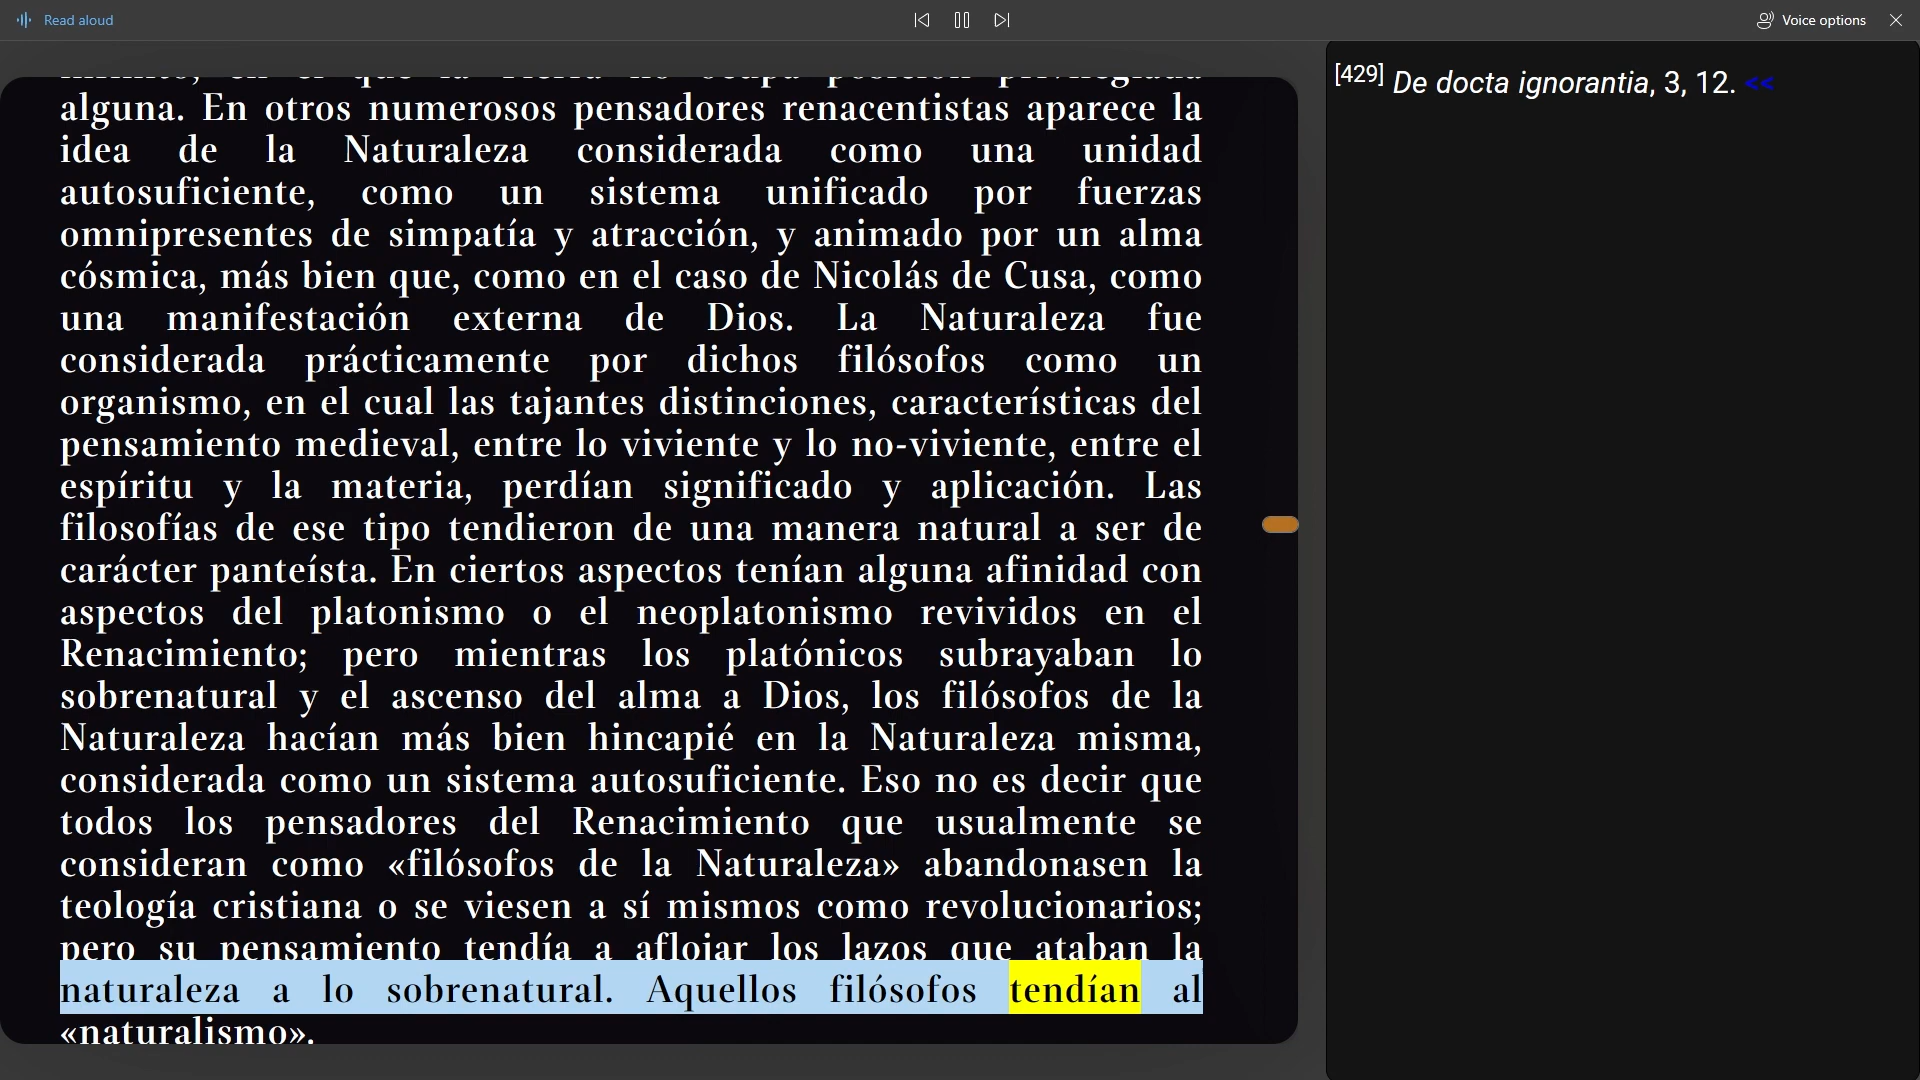 Read aloud
Voice options
alguna. En otros numerosos pensadores renacentistas aparece la
idea de la Naturaleza considerada como una unidad
autosuficiente, como un sistema unificado por fuerzas
omnipresentes de simpatía y atracción, y animado por un alma
cósmica, más bien que, como en el caso de Nicolás de Cusa, como
una manifestación externa de Dios. La Naturaleza fue
considerada prácticamente por dichos filósofos como un
organismo, en el cual las tajantes distinciones, características del
pensamiento medieval, entre lo viviente y lo no-viviente, entre el
espíritu y la materia, perdían significado y aplicación. Las
filosofías de ese tipo tendieron de una manera natural a ser de
carácter panteísta. En ciertos aspectos tenían alguna afinidad con
aspectos del platonismo o el neoplatonismo revividos en el
Renacimiento; pero mientras los platónicos subrayaban lo
sobrenatural y el ascenso del alma a Dios, los filósofos de la
Naturaleza hacían más bien hincapié en la Naturaleza misma,
considerada como un sistema autosuficiente. Eso no es decir que
todos los pensadores del Renacimiento que usualmente se
consideran como «filósofos de la Naturaleza» abandonasen la
teología cristiana o se viesen a sí mismos como revolucionarios;
pero su pensamiento tendía a aflojar los lazos que ataban la
naturaleza a lo sobrenatural. Aquellos filósofos tendían al
«naturalismo».
[429] De docta ignorantia, 3, 12. <<